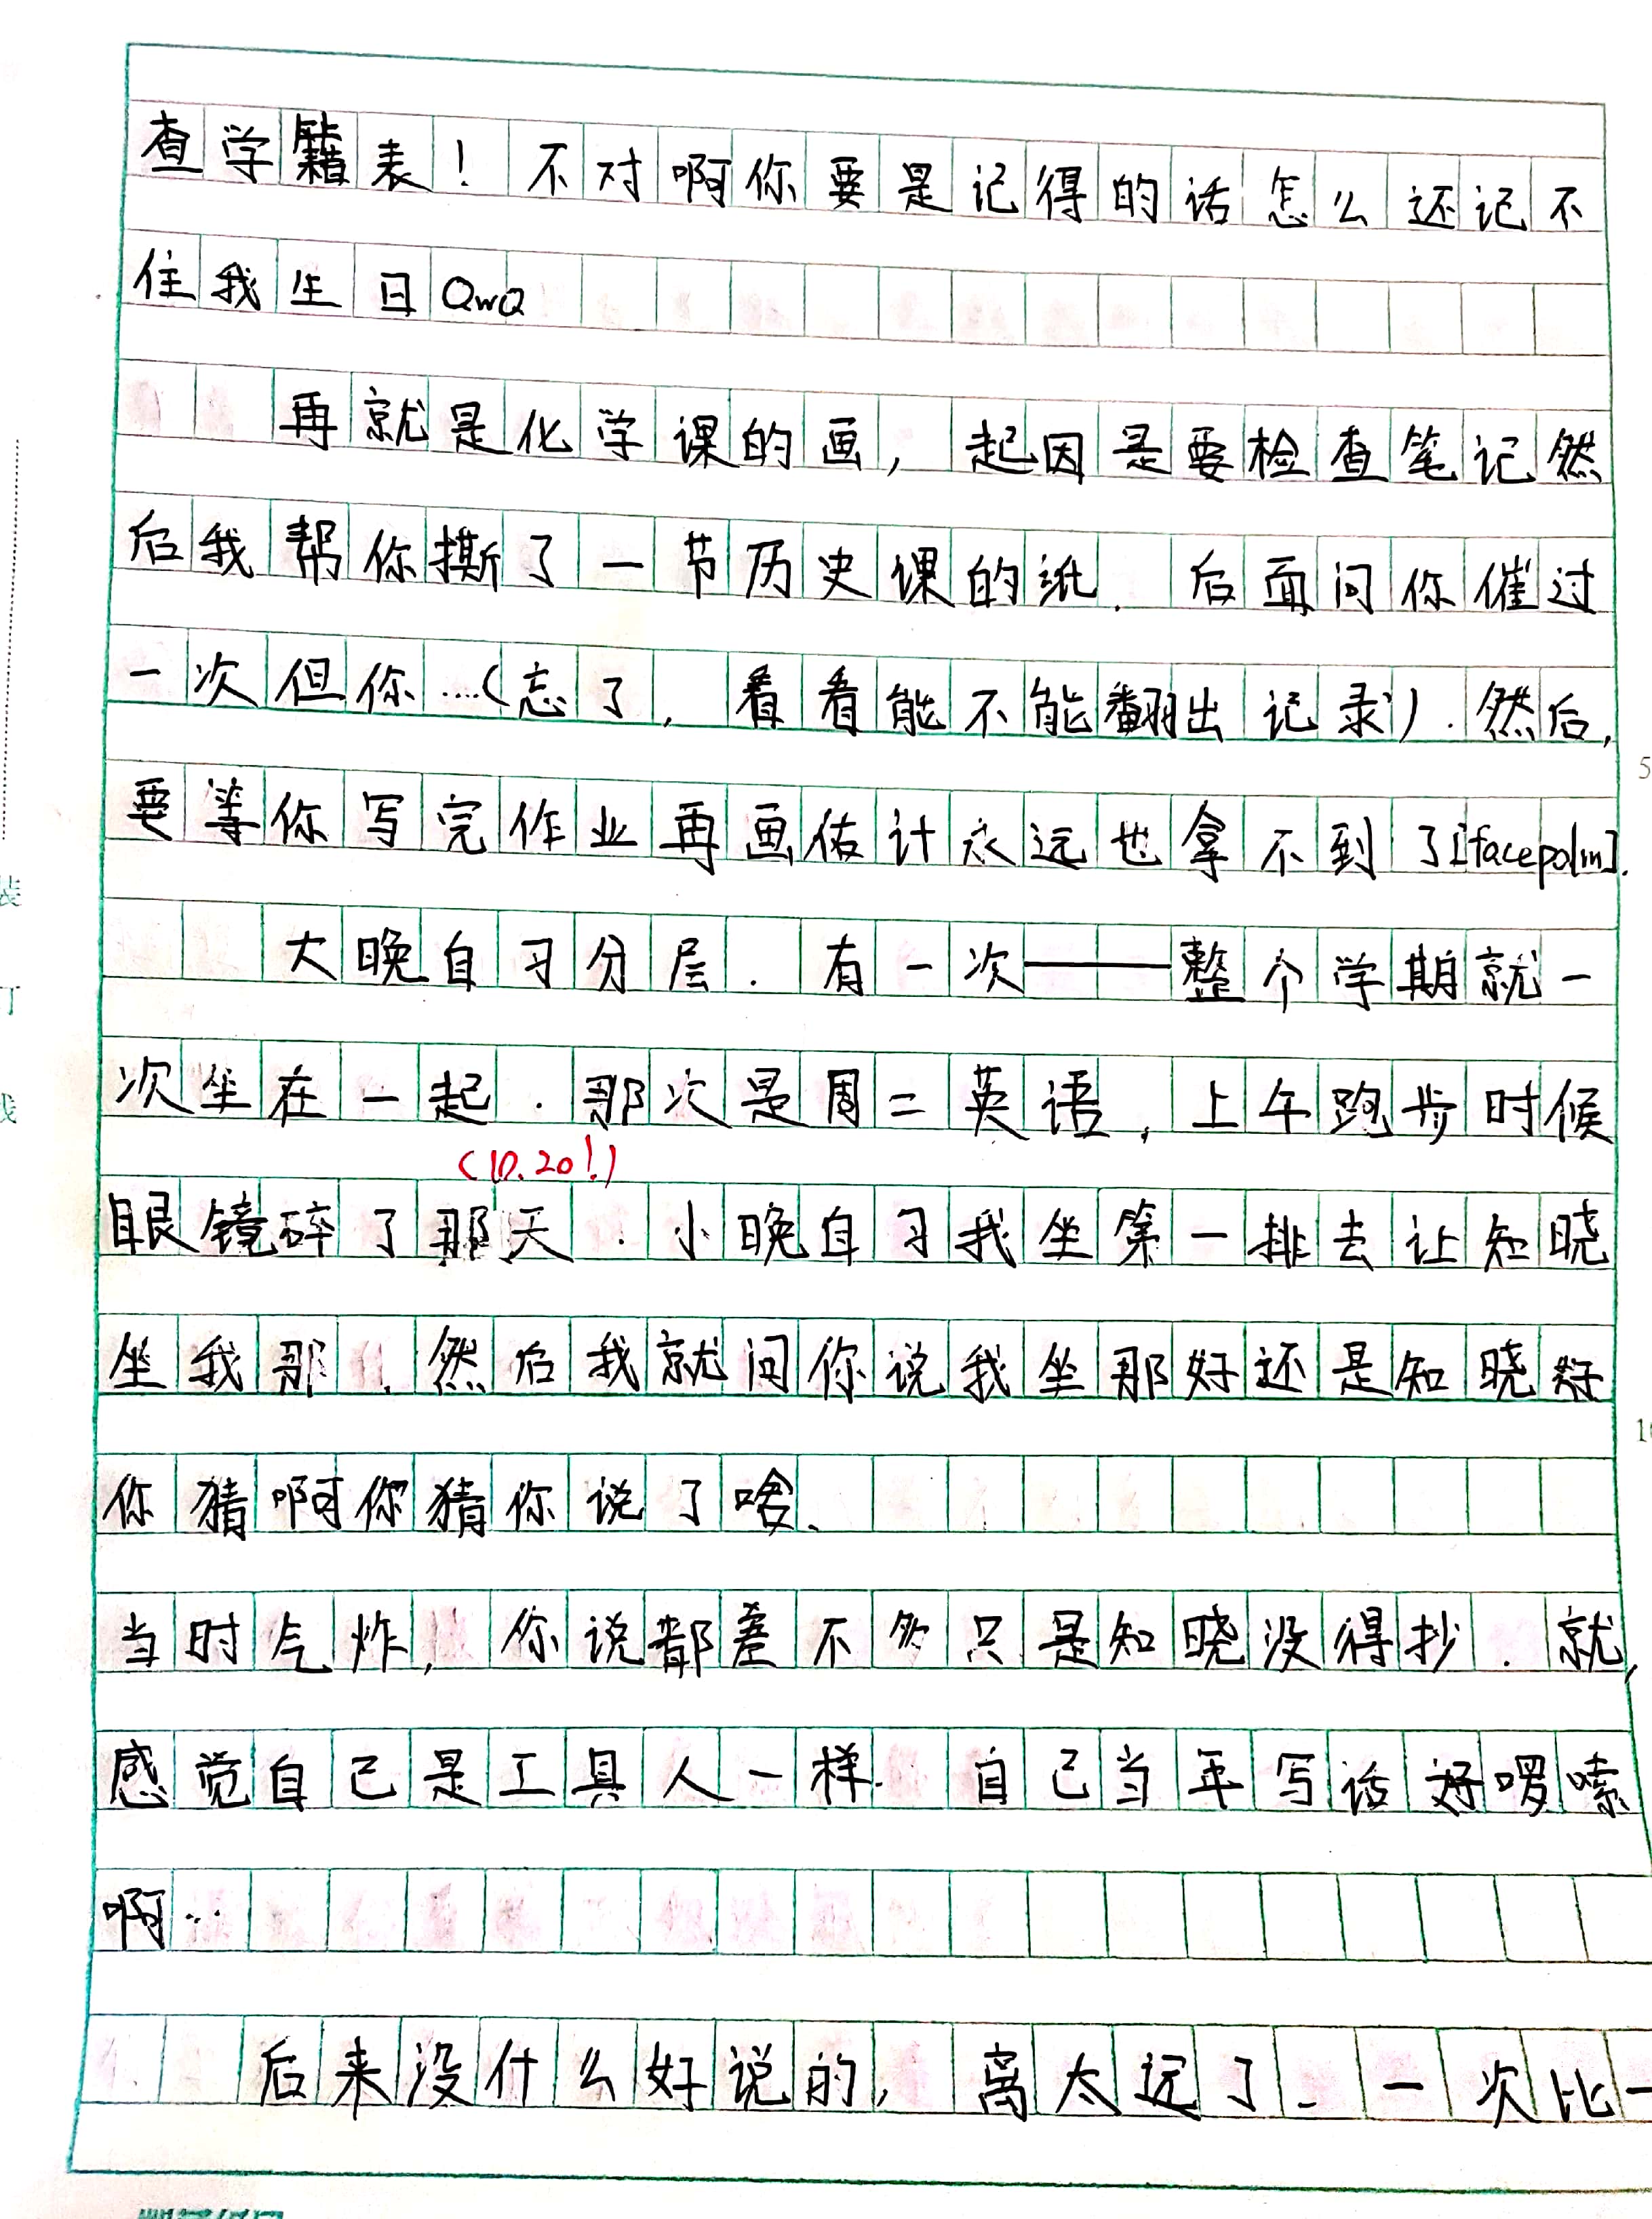 查学籍表！不对啊你要是记得的话怎么还记不
住我生日QwQ
再就是化学课的画，起因是要检查笔记然
后我帮你撕了一节历史课的纸．后面问你催过
一次但你…（忘了，看看能不能翻出记录）．然后，
5
要等你写完作业再画估计永远也拿不到了[facepalm].
装
大晚自习分层．有一次——整个学期就一
订
次坐在一起．那次是周二英语，上午跑步时候
线
（10.20！）
眼镜碎了那天．小晚自习我坐第一排去让知晓
坐我那．然后我就问你说我坐那好还是知晓好
你猜啊你猜你说了啥．
当时气炸，你说都差不多只是知晓没得抄．就，
感觉自己是工具人一样．自己当年写话好啰嗦
啊…
后来没什么好说的，离太远了．一次比一